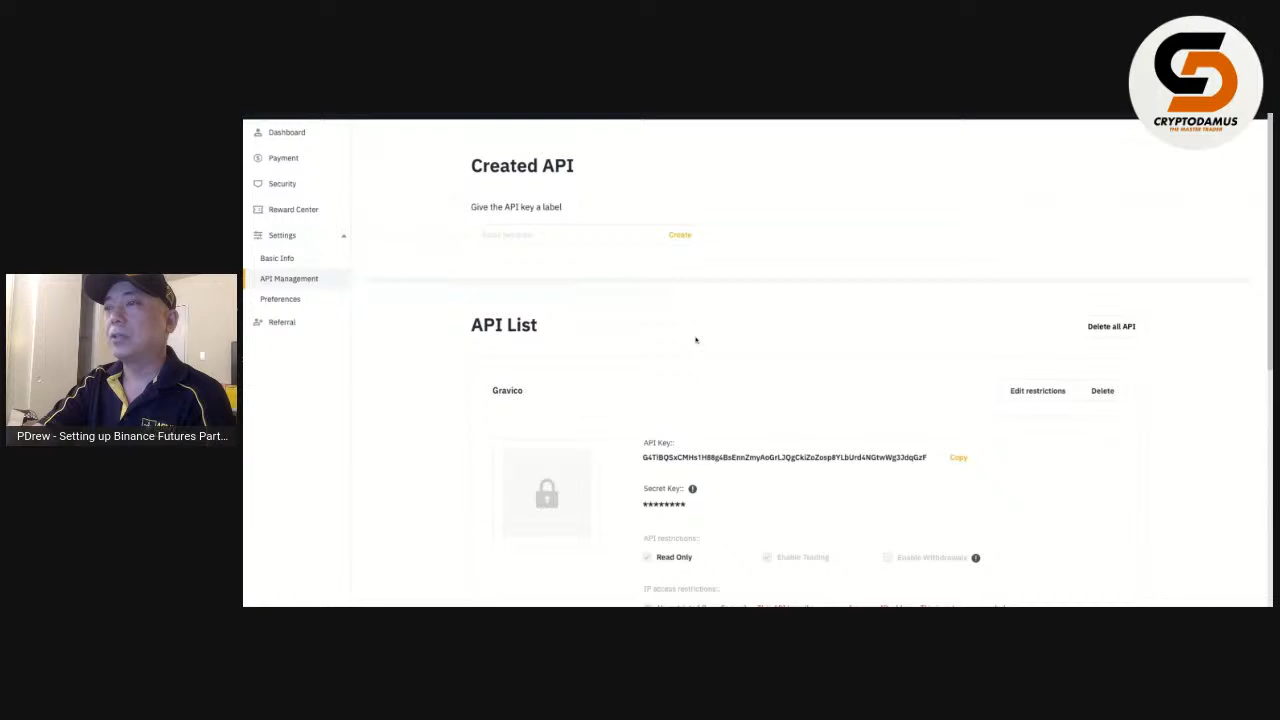 CRYPTODAMUS
THE MASTER TRADER
Dashboard
Payment
Security
Reward Center
Settings
Basic Info
API Management
Preferences
Referral
Created API
Give the API key a label
Create
API List
Delete all API
Gravico
Edit restrictions
Delete
API Key::
Copy
Secret Key::
********
API restrictions::
Read Only
Enable Trading
Enable Withdrawals
IP access restrictions::
PDrew - Setting up Binance Futures Part...